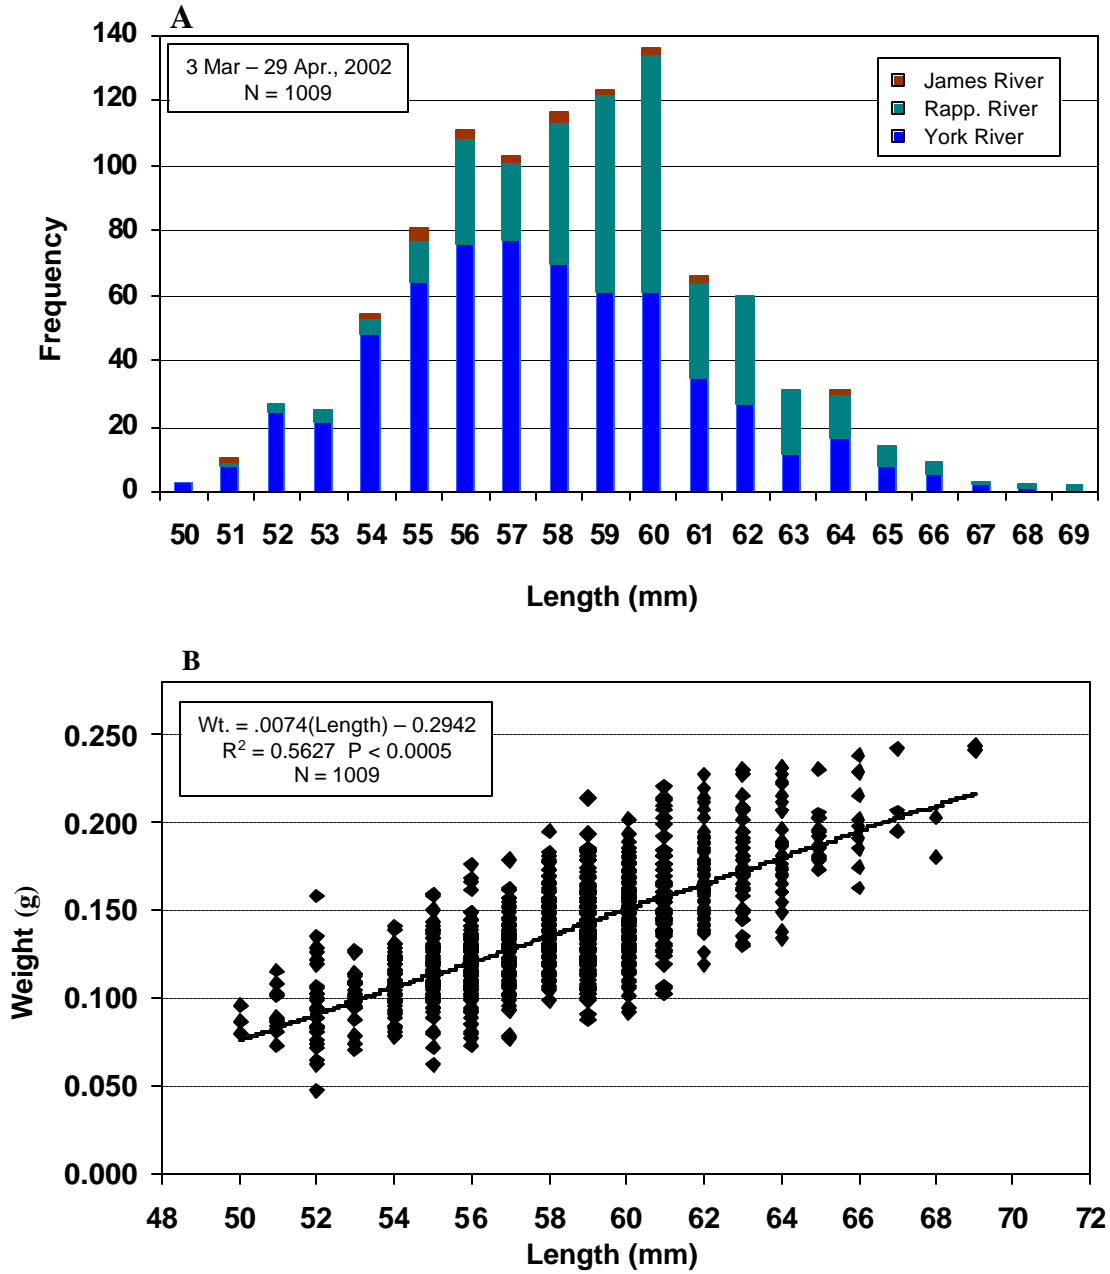 A
140
120
100
80
60
40
20
0
Frequency
3 Mar – 29 Apr., 2002
N = 1009
James River
Rapp. River
York River
50 51 52 53 54 55 56 57 58 59 60 61 62 63 64 65 66 67 68 69
Length (mm)
B
0.250
0.200
0.150
0.100
0.050
0.000
Weight (g)
Wt. = .0074(Length) – 0.2942
R² = 0.5627 P < 0.0005
N = 1009
48 50 52 54 56 58 60 62 64 66 68 70 72
Length (mm)